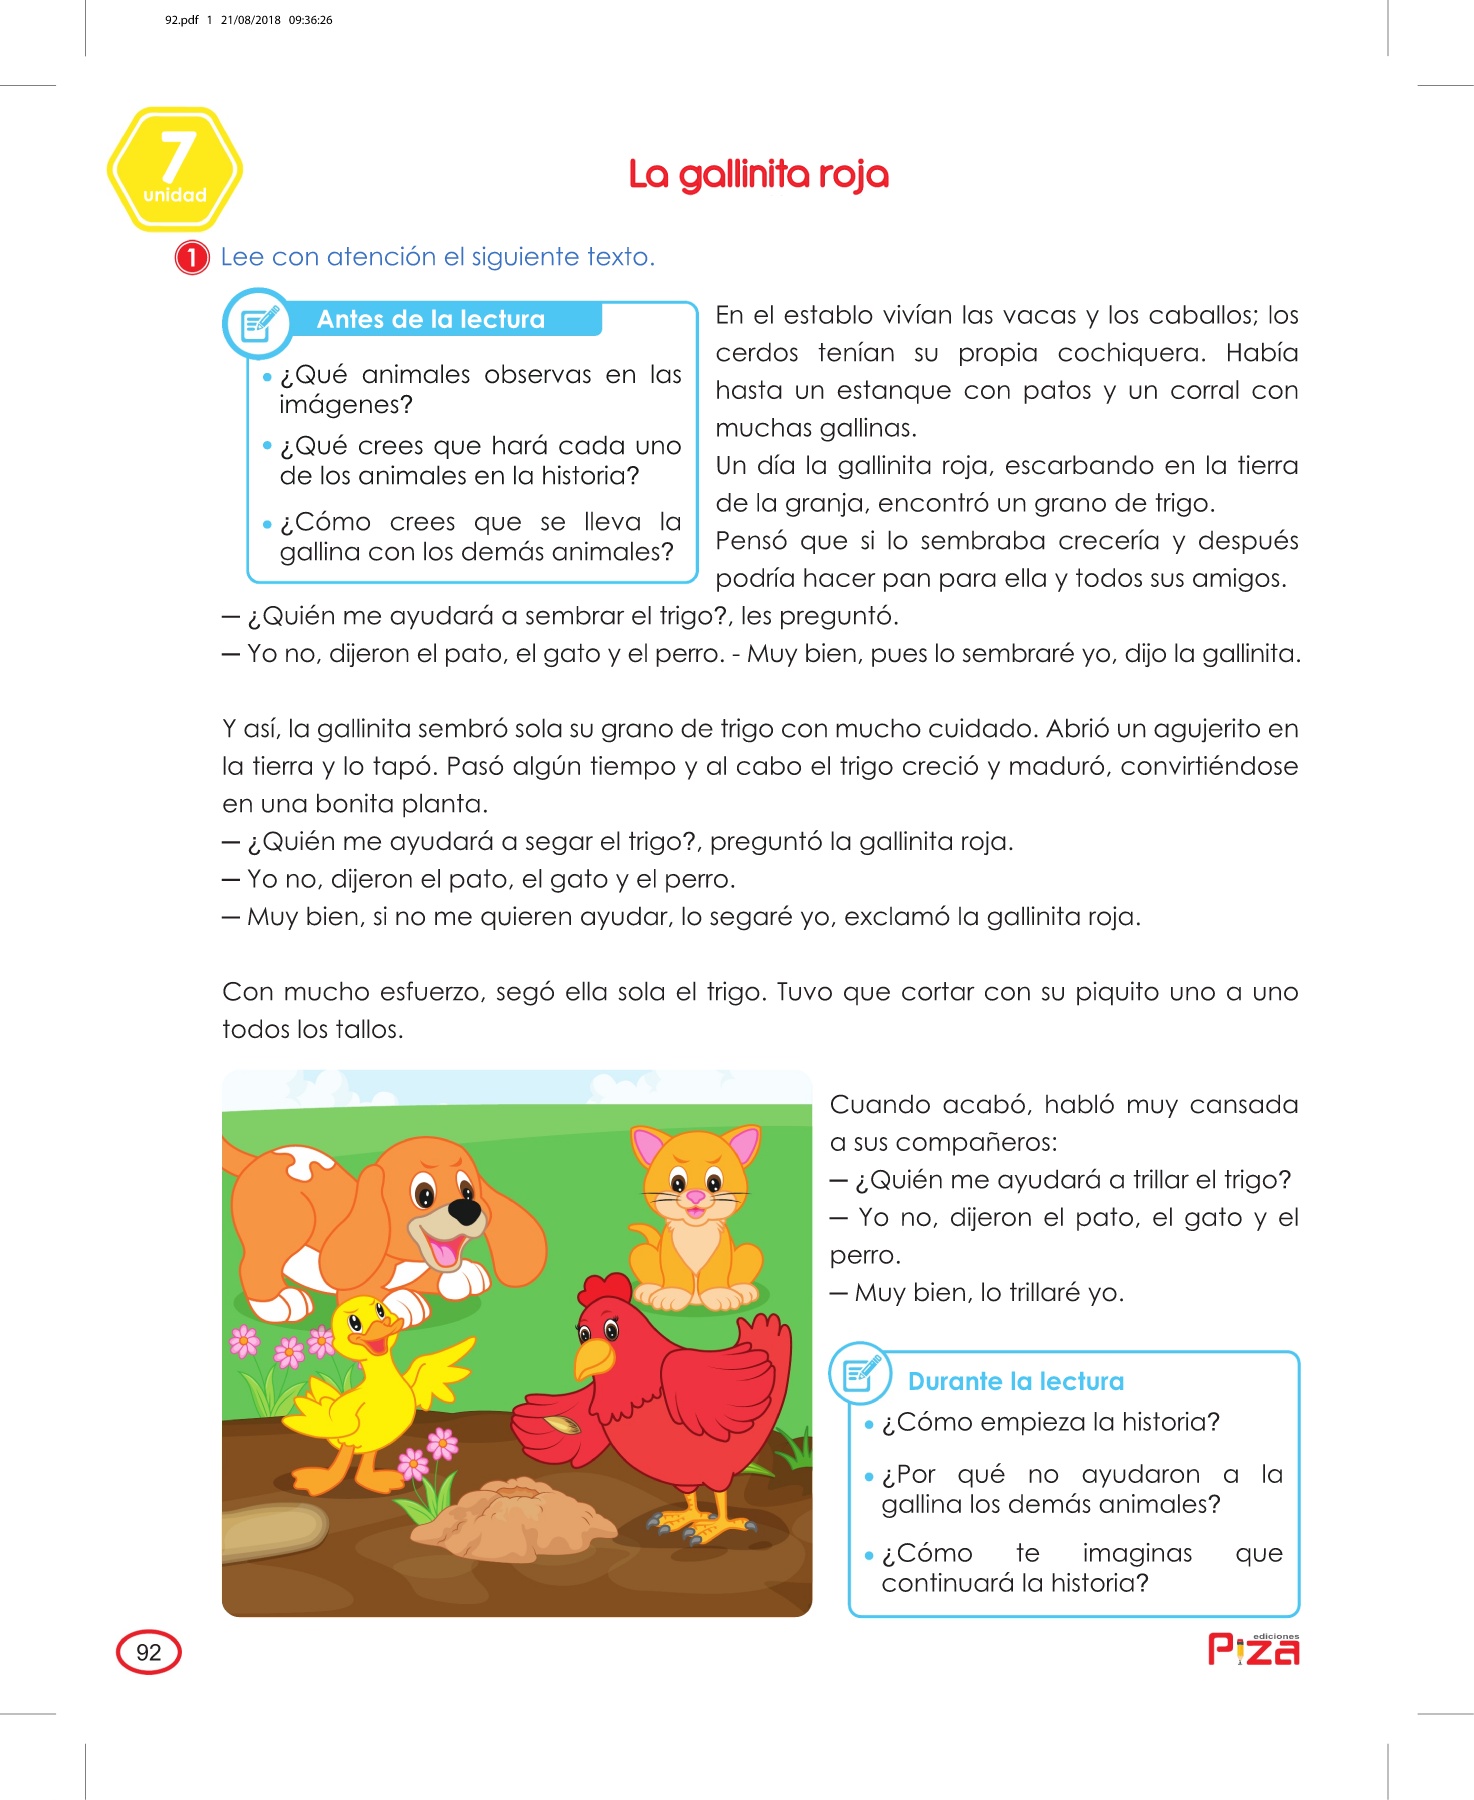 92.pdf 1 21/08/2018 09:36:26
7
unidad
La gallinita roja
1 Lee con atención el siguiente texto.
Antes de la lectura
• ¿Qué animales observas en las
imágenes?
• ¿Qué crees que hará cada uno
de los animales en la historia?
• ¿Cómo crees que se lleva la
gallina con los demás animales?
En el establo vivían las vacas y los caballos; los
cerdos tenían su propia cochiquera. Había
hasta un estanque con patos y un corral con
muchas gallinas.
Un día la gallinita roja, escarbando en la tierra
de la granja, encontró un grano de trigo.
Pensó que si lo sembraba crecería y después
podría hacer pan para ella y todos sus amigos.
— ¿Quién me ayudará a sembrar el trigo?, les preguntó.
— Yo no, dijeron el pato, el gato y el perro. - Muy bien, pues lo sembraré yo, dijo la gallinita.
Y así, la gallinita sembró sola su grano de trigo con mucho cuidado. Abrió un agujerito en
la tierra y lo tapó. Pasó algún tiempo y al cabo el trigo creció y maduró, convirtiéndose
en una bonita planta.
— ¿Quién me ayudará a segar el trigo?, preguntó la gallinita roja.
— Yo no, dijeron el pato, el gato y el perro.
— Muy bien, si no me quieren ayudar, lo segaré yo, exclamó la gallinita roja.
Con mucho esfuerzo, segó ella sola el trigo. Tuvo que cortar con su piquito uno a uno
todos los tallos.
Cuando acabó, habló muy cansada
a sus compañeros:
— ¿Quién me ayudará a trillar el trigo?
— Yo no, dijeron el pato, el gato y el
perro.
— Muy bien, lo trillaré yo.
Durante la lectura
• ¿Cómo empieza la historia?
• ¿Por qué no ayudaron a la
gallina los demás animales?
• ¿Cómo te imaginas que
continuará la historia?
92
ediciones
Piza